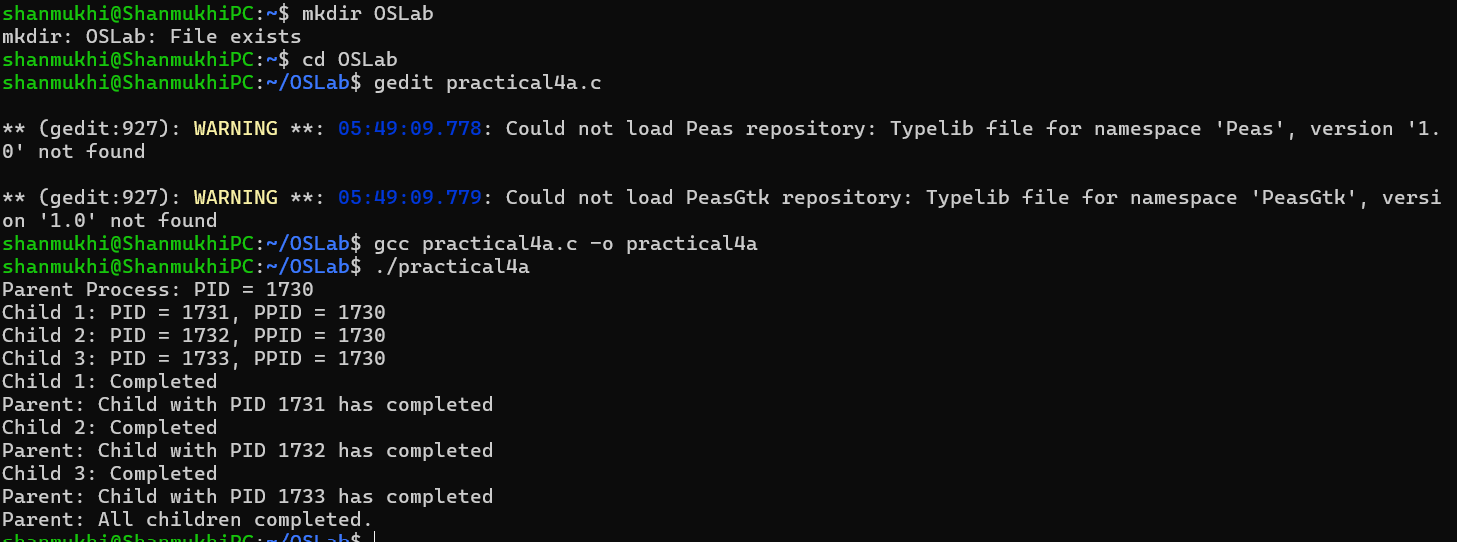 shanmukhi@ShanmukhiPC:~$ mkdir OSLab
mkdir: OSLab: File exists
shanmukhi@ShanmukhiPC:~$ cd OSLab
shanmukhi@ShanmukhiPC:~/OSLab$ gedit practical4a.c
** (gedit:927): WARNING **: 05:49:09.778: Could not load Peas repository: Typelib file for namespace 'Peas', version '1.
0' not found
** (gedit:927): WARNING **: 05:49:09.779: Could not load PeasGtk repository: Typelib file for namespace 'PeasGtk', versi
on '1.0' not found
shanmukhi@ShanmukhiPC:~/OSLab$ gcc practical4a.c -o practical4a
shanmukhi@ShanmukhiPC:~/OSLab$ ./practical4a
Parent Process: PID = 1730
Child 1: PID = 1731, PPID = 1730
Child 2: PID = 1732, PPID = 1730
Child 3: PID = 1733, PPID = 1730
Child 1: Completed
Parent: Child with PID 1731 has completed
Child 2: Completed
Parent: Child with PID 1732 has completed
Child 3: Completed
Parent: Child with PID 1733 has completed
Parent: All children completed.
shanmukhi@ShanmukhiPC:~/OSLab$